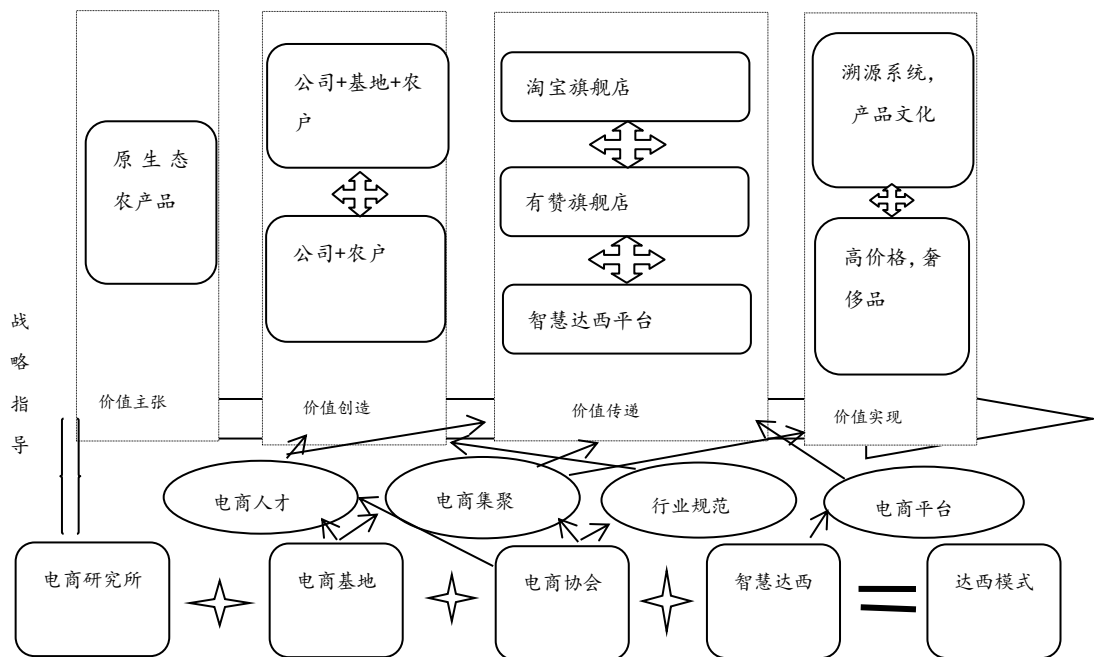 原生态
农产品
价值主张
公司+基地+农
户
公司+农户
价值创造
淘宝旗舰店
有赞旗舰店
智慧达西平台
价值传递
溯源系统，
产品文化
高价格，奢
侈品
价值实现
战
略
指
导
电商人才
电商集聚
行业规范
电商平台
电商研究所
电商基地
电商协会
智慧达西
达西模式